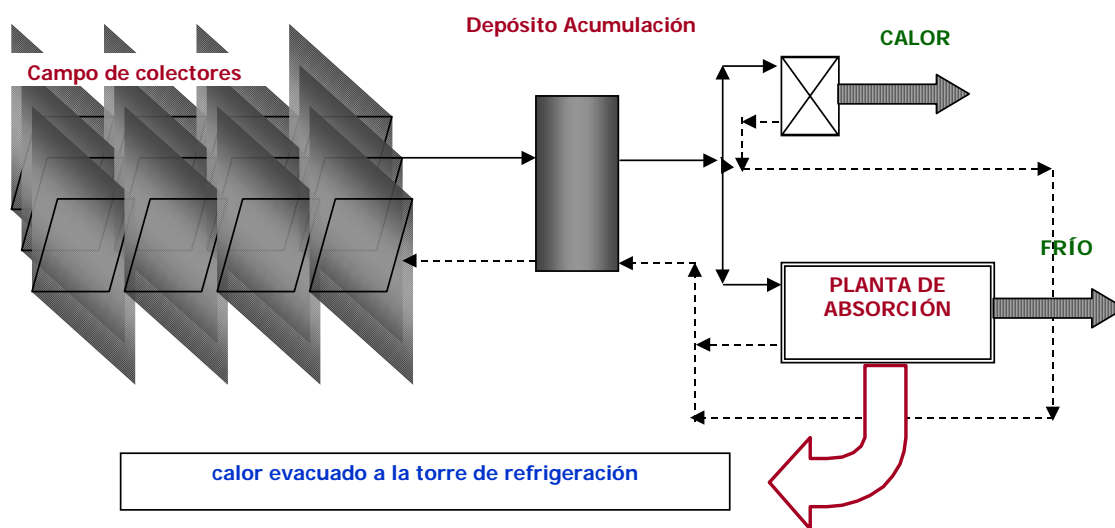 Depósito Acumulación
CALOR
Campo de colectores
FRÍO
PLANTA DE
ABSORCIÓN
calor evacuado a la torre de refrigeración